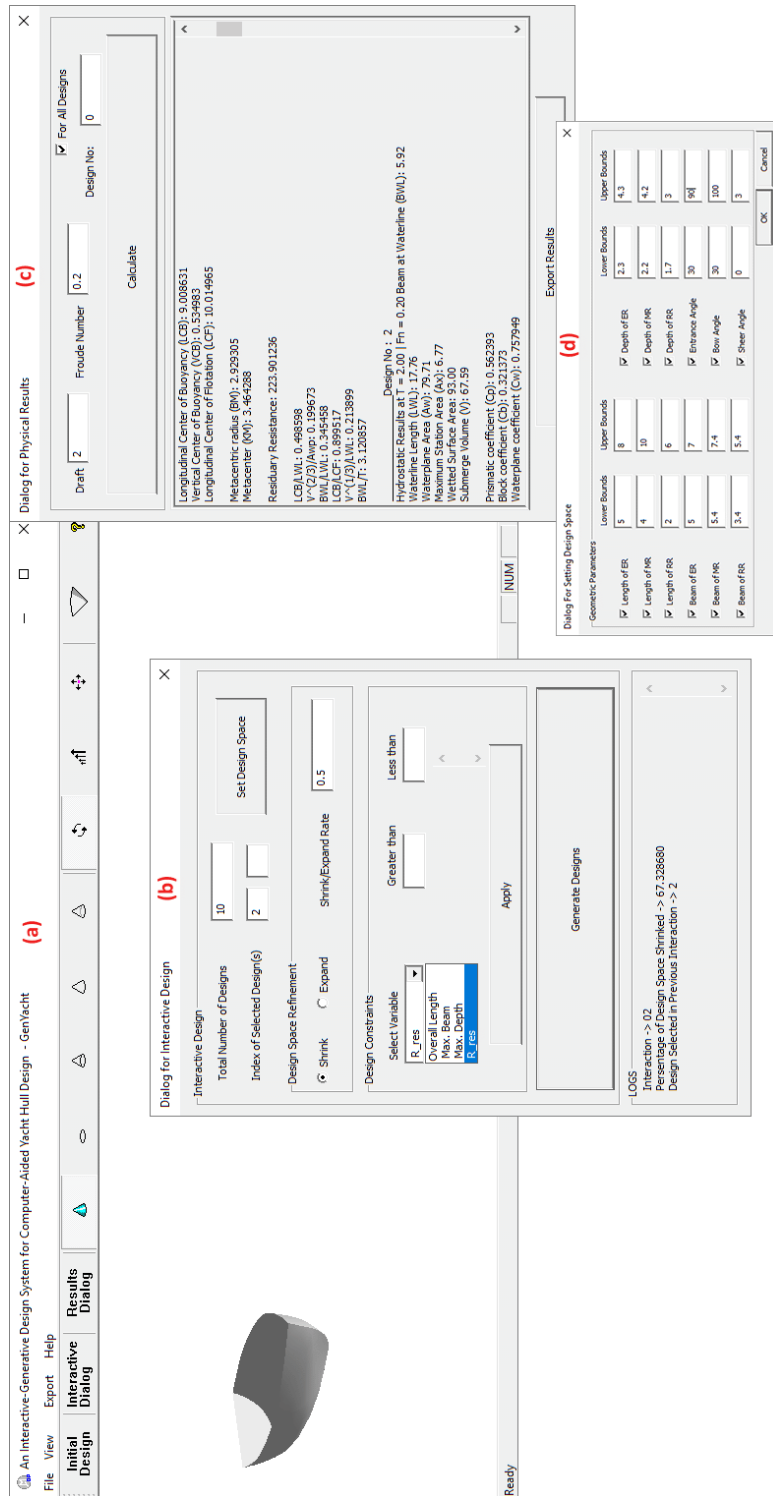 (a)
An Interactive-Generative Design System for Computer-Aided Yacht Hull Design - GenYacht
File View Export Help
Initial Design
Interactive Dialog
Results Dialog
Ready
NUM
(b)
Dialog for Interactive Design
Interactive Design
Total Number of Designs 10
Index of Selected Design(s) 2
Set Design Space
Design Space Refinement
Shrink Expand Shrink/Expand Rate 0.5
Design Constraints
Select Variable Greater than Less than
R_res
Overall Length
Max. Beam
Max. Depth
R_res
Apply
Generate Designs
LOGS
Interaction -> 02
Persentage of Design Space Shrinked -> 67.328680
Design Selected in Previous Interaction -> 2
(c)
Dialog for Physical Results
Draft 2 Froude Number 0.2 For All Designs
Design No: 0
Calculate
Longitudinal Center of Buoyancy (LCB): 9.008631
Vertical Center of Buoyancy (VCB): 0.534983
Longitudinal Center of Flotation (LCF): 10.014965
Metacentric radius (BM): 2.929305
Metacenter (KM): 3.464288
Residuary Resistance: 223.901236
LCB/LWL: 0.498598
V^(2/3)/Awp: 0.199673
BWL/LWL: 0.345458
LCB/LCF: 0.899517
V^(1/3)/LWL: 0.213899
BWL/T: 3.120857
Design No : 2
Hydrostatic Results at T = 2.00 | Fn = 0.20 Beam at Waterline (BWL): 5.92
Waterline Length (LWL): 17.76
Waterplane Area (Aw): 79.71
Maximum Station Area (Ax): 6.77
Wetted Surface Area: 93.00
Submerge Volume (V): 67.59
Prismatic coefficient (Cp): 0.562393
Block coefficient (Cb): 0.321373
Waterplane coefficient (Cw): 0.757949
Export Results
(d)
Dialog For Setting Design Space
Geometric Parameters
Lower Bounds Upper Bounds Lower Bounds Upper Bounds
Length of ER 5 8 Depth of ER 2.3 4.3
Length of MR 4 10 Depth of MR 2.2 4.2
Length of RR 2 6 Depth of RR 1.7 3
Beam of ER 5 7 Entrance Angle 30 90
Beam of MR 5.4 7.4 Bow Angle 30 100
Beam of RR 3.4 5.4 Sheer Angle 0 3
OK Cancel